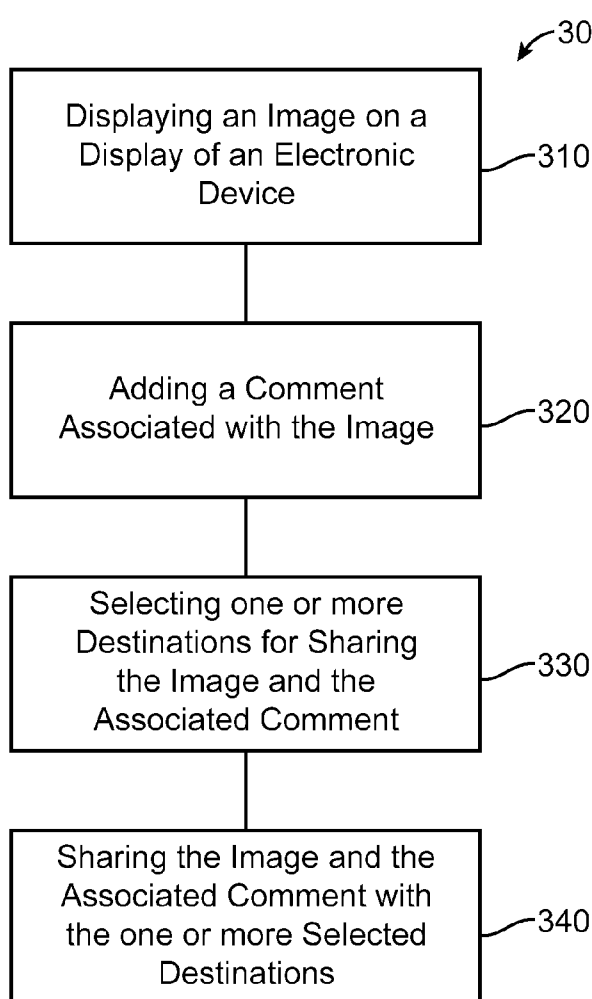 30
Displaying an Image on a
Display of an Electronic
Device
310
Adding a Comment
Associated with the Image
320
Selecting one or more
Destinations for Sharing
the Image and the
Associated Comment
330
Sharing the Image and the
Associated Comment with
the one or more Selected
Destinations
340